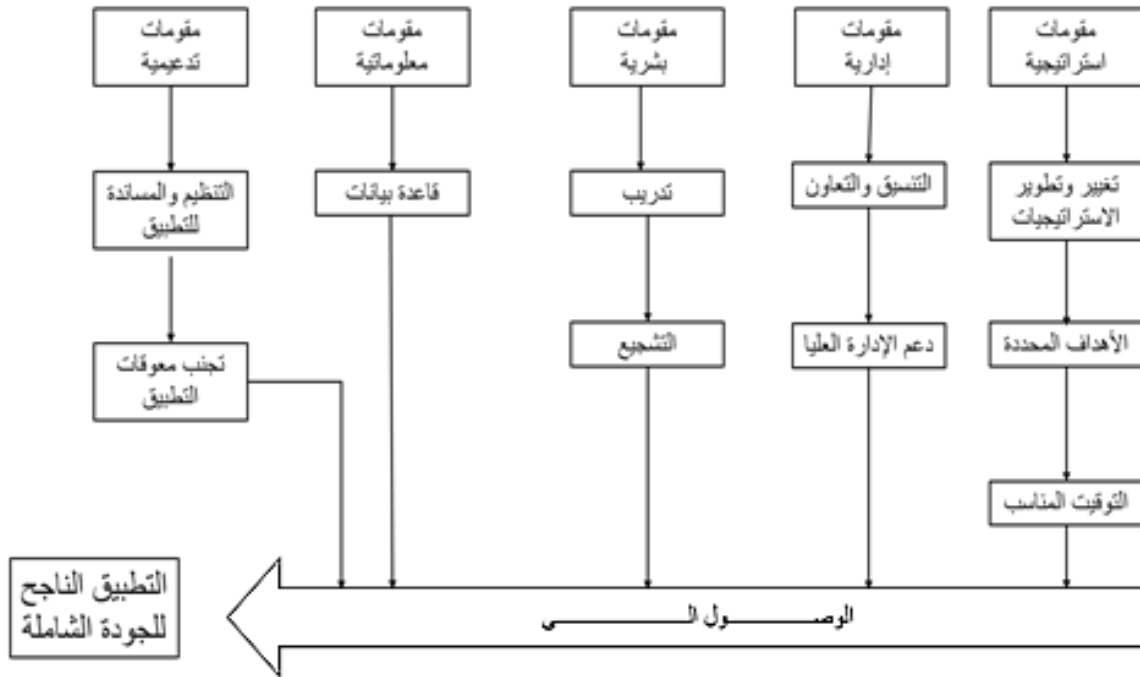 مقومات
استراتيجية
مقومات
إدارية
مقومات
بشرية
مقومات
معلوماتية
مقومات
تدعيمية
تغيير وتطوير
الاستراتيجيات
التنسيق والتعاون
تدريب
قاعدة بيانات
التنظيم والمساندة
للتطبيق
الأهداف المحددة
دعم الإدارة العليا
التشجيع
تجنب معوقات
التطبيق
التوقيت المناسب
الوصـــــول الـــــــــى
التطبيق الناجح
للجودة الشاملة